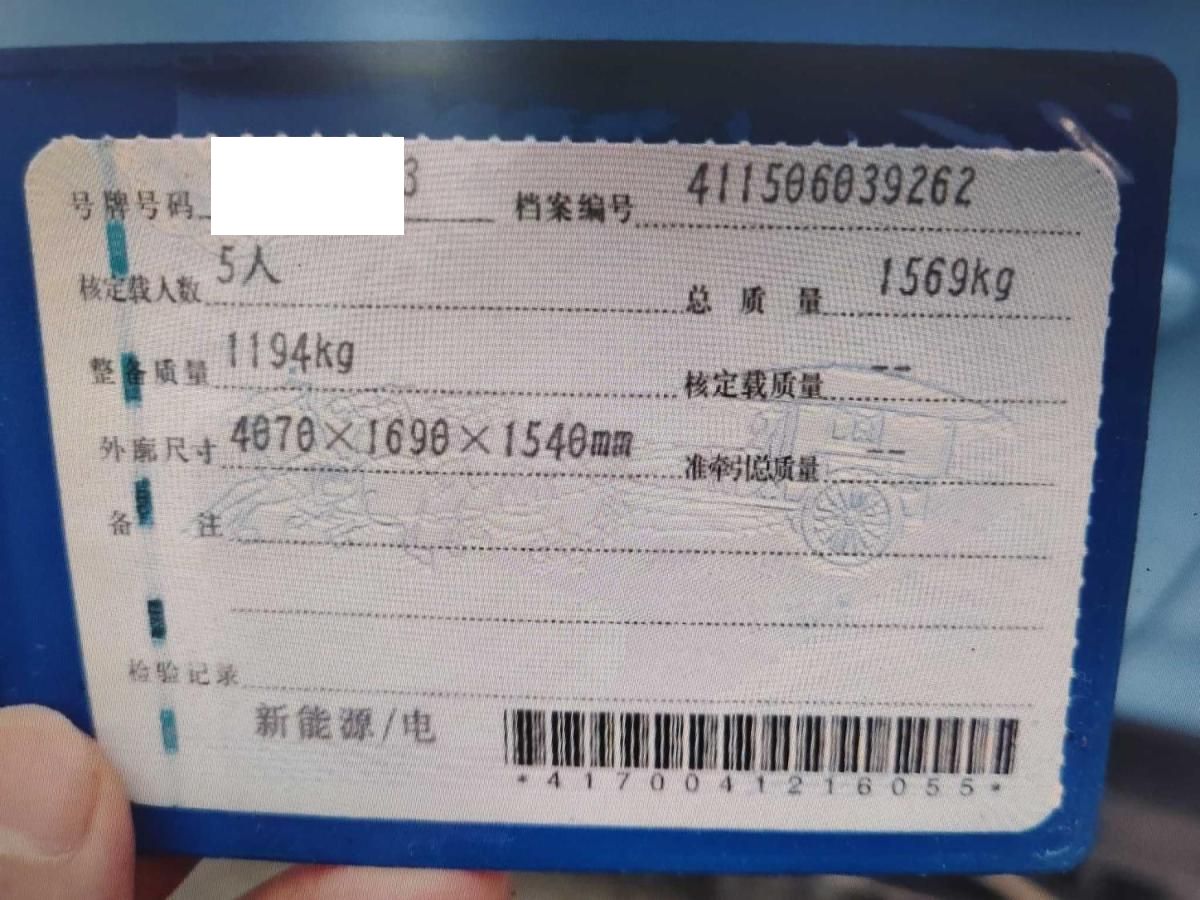 号牌号码 3 档案编号 411506039262
核定载人数 5人 总质量 1569kg
整备质量 1194kg 核定载质量 --
外廓尺寸 4070×1690×1540mm 准牵引总质量 --
备注
检验记录
新能源/电
*4170041216055*